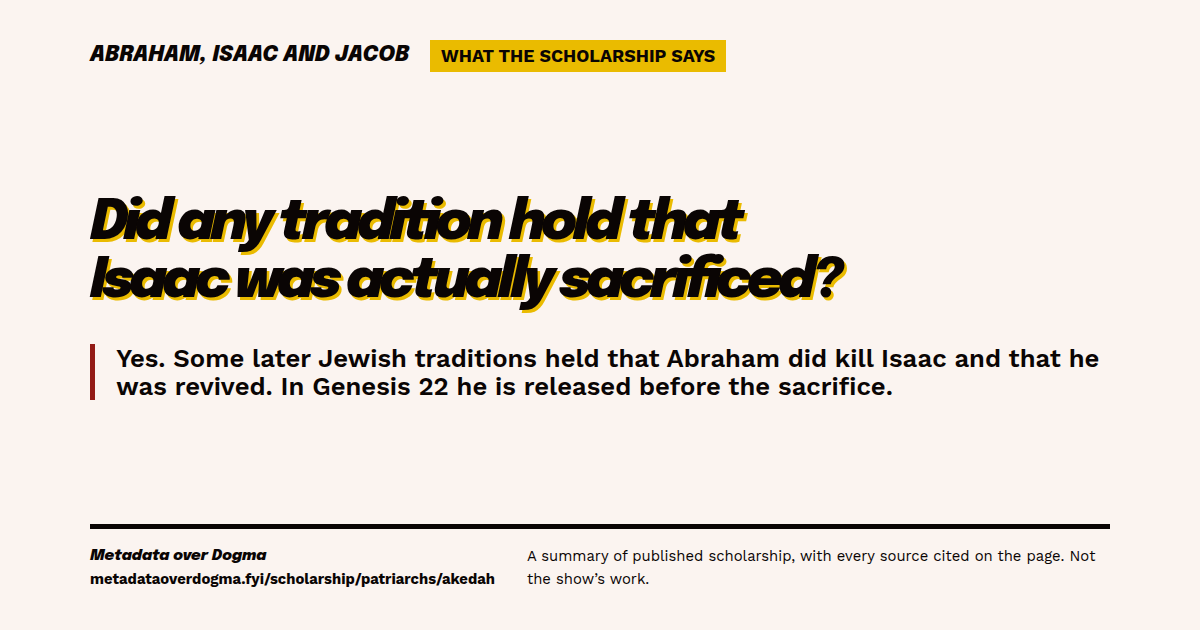 ABRAHAM, ISAAC AND JACOB
WHAT THE SCHOLARSHIP SAYS
Did any tradition hold that
Isaac was actually sacrificed?
Yes. Some later Jewish traditions held that Abraham did kill Isaac and that he
was revived. In Genesis 22 he is released before the sacrifice.
Metadata over Dogma
metadataoverdogma.fyi/scholarship/patriarchs/akedah
A summary of published scholarship, with every source cited on the page. Not
the show’s work.